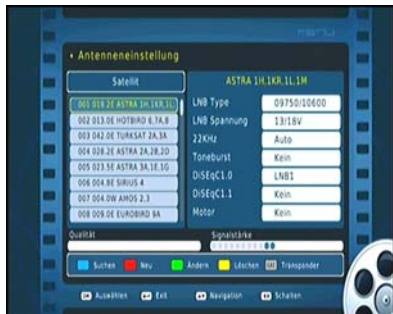 menu
Antenneneinstellung
Satellit
ASTRA 1H,1KR,1L,1M
001 019.2E ASTRA 1H,1KR,1L,
002 013.0E HOTBIRD 6,7A,8
003 042.0E TURKSAT 2A,3A
004 028.2E ASTRA 2A,2B,2D
005 023.5E ASTRA 3A,1E,1G
006 004.8E SIRIUS 4
007 004.0W AMOS 2,3
008 009.0E EUROBIRD 9A
LNB Type 09750/10600
LNB Spannung 13/18V
22KHz Auto
Toneburst Kein
DiSEqC1.0 LNB1
DiSEqC1.1 Kein
Motor Kein
Qualität Signalstärke
Suchen Neu Ändern Löschen SAT Transponder
OK Auswählen Exit Navigation Schalten